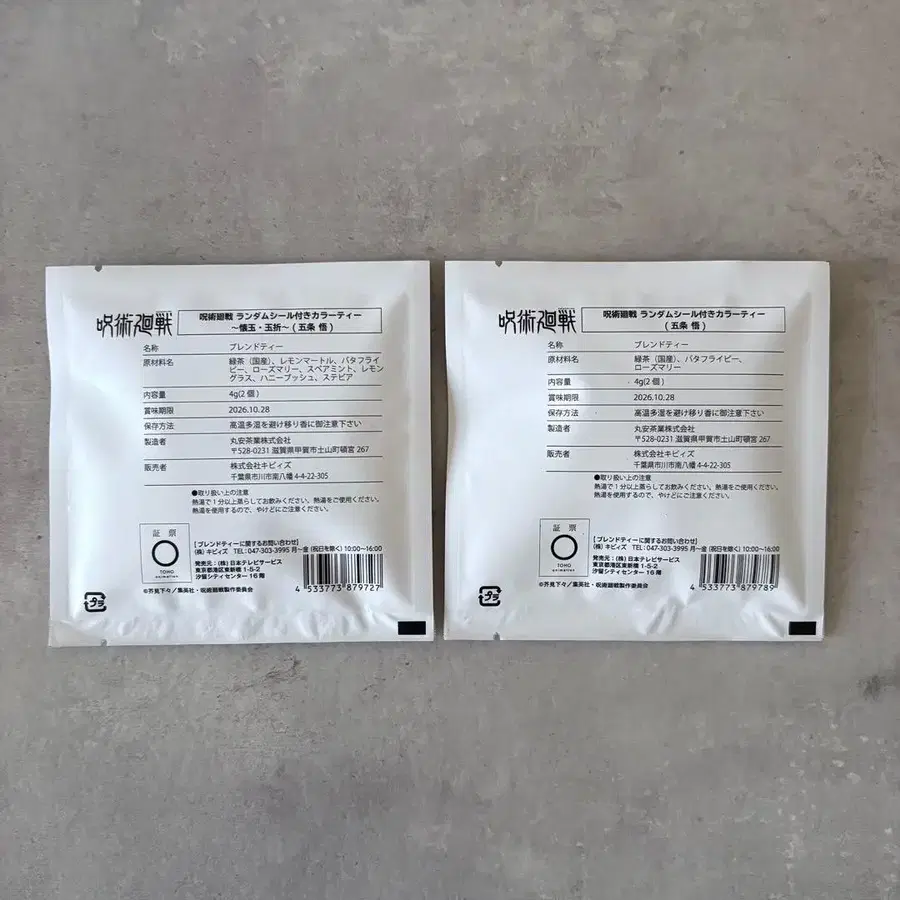 呪術廻戦
呪術廻戦 ランダムシール付きカラーティー
～懐玉・玉折～ ( 五条 悟 )
名称 ブレンドティー
原材料名 緑茶（国産）、レモンマートル、バタフライ
ピー、ローズマリー、スペアミント、レモン
グラス、ハニーブッシュ、ステビア
内容量 4g(2 個 )
賞味期限 2026.10.28
保存方法 高温多湿を避け移り香に御注意下さい
製造者 丸安茶業株式会社
〒528-0231 滋賀県甲賀市土山町頓宮 267
販売者 株式会社キビィズ
千葉県市川市南八幡 4-4-22-305
●取り扱い上の注意
熱湯で 1 分以上蒸らしてお飲みください、熱湯をご使用ください。
熱湯を使用するので、やけどにご注意ください。
証票
TOHO
animation
[ ブレンドティーに関するお問い合わせ ]
(株) キビィズ TEL: 047-303-3995 月～金 (祝日を除く) 10:00～16:00
発売元：(株) 日本テレビサービス
東京都港区東新橋 1-5-2
汐留シティセンター 16 階
4 533773 879727
©芥見下々／集英社・呪術廻戦製作委員会
プラ
呪術廻戦
呪術廻戦 ランダムシール付きカラーティー
( 五条 悟 )
名称 ブレンドティー
原材料名 緑茶（国産）、バタフライピー、
ローズマリー
内容量 4g(2 個 )
賞味期限 2026.10.28
保存方法 高温多湿を避け移り香に御注意下さい
製造者 丸安茶業株式会社
〒528-0231 滋賀県甲賀市土山町頓宮 267
販売者 株式会社キビィズ
千葉県市川市南八幡 4-4-22-305
●取り扱い上の注意
熱湯で 1 分以上蒸らしてお飲みください、熱湯をご使用ください。
熱湯を使用するので、やけどにご注意ください。
証票
TOHO
animation
[ ブレンドティーに関するお問い合わせ ]
(株) キビィズ TEL: 047-303-3995 月～金 (祝日を除く) 10:00～16:00
発売元：(株) 日本テレビサービス
東京都港区東新橋 1-5-2
汐留シティセンター 16 階
4 533773 879789
©芥見下々／集英社・呪術廻戦製作委員会
プラ